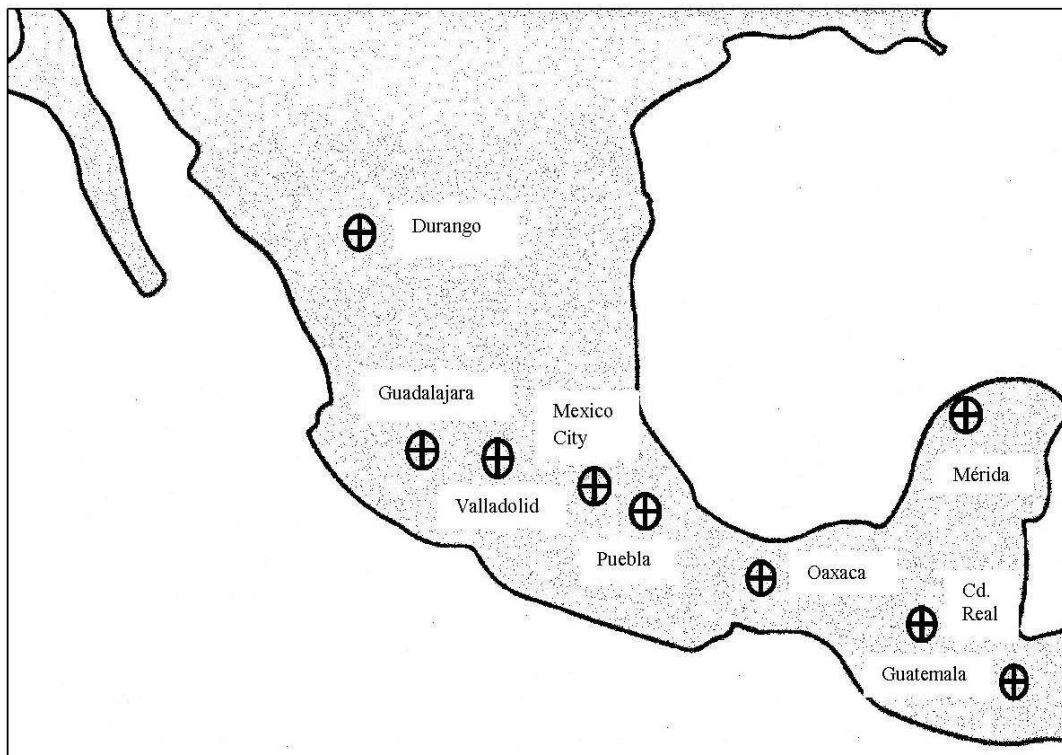 Durango
Guadalajara
Mexico
City
Mérida
Valladolid
Puebla
Oaxaca
Cd.
Real
Guatemala